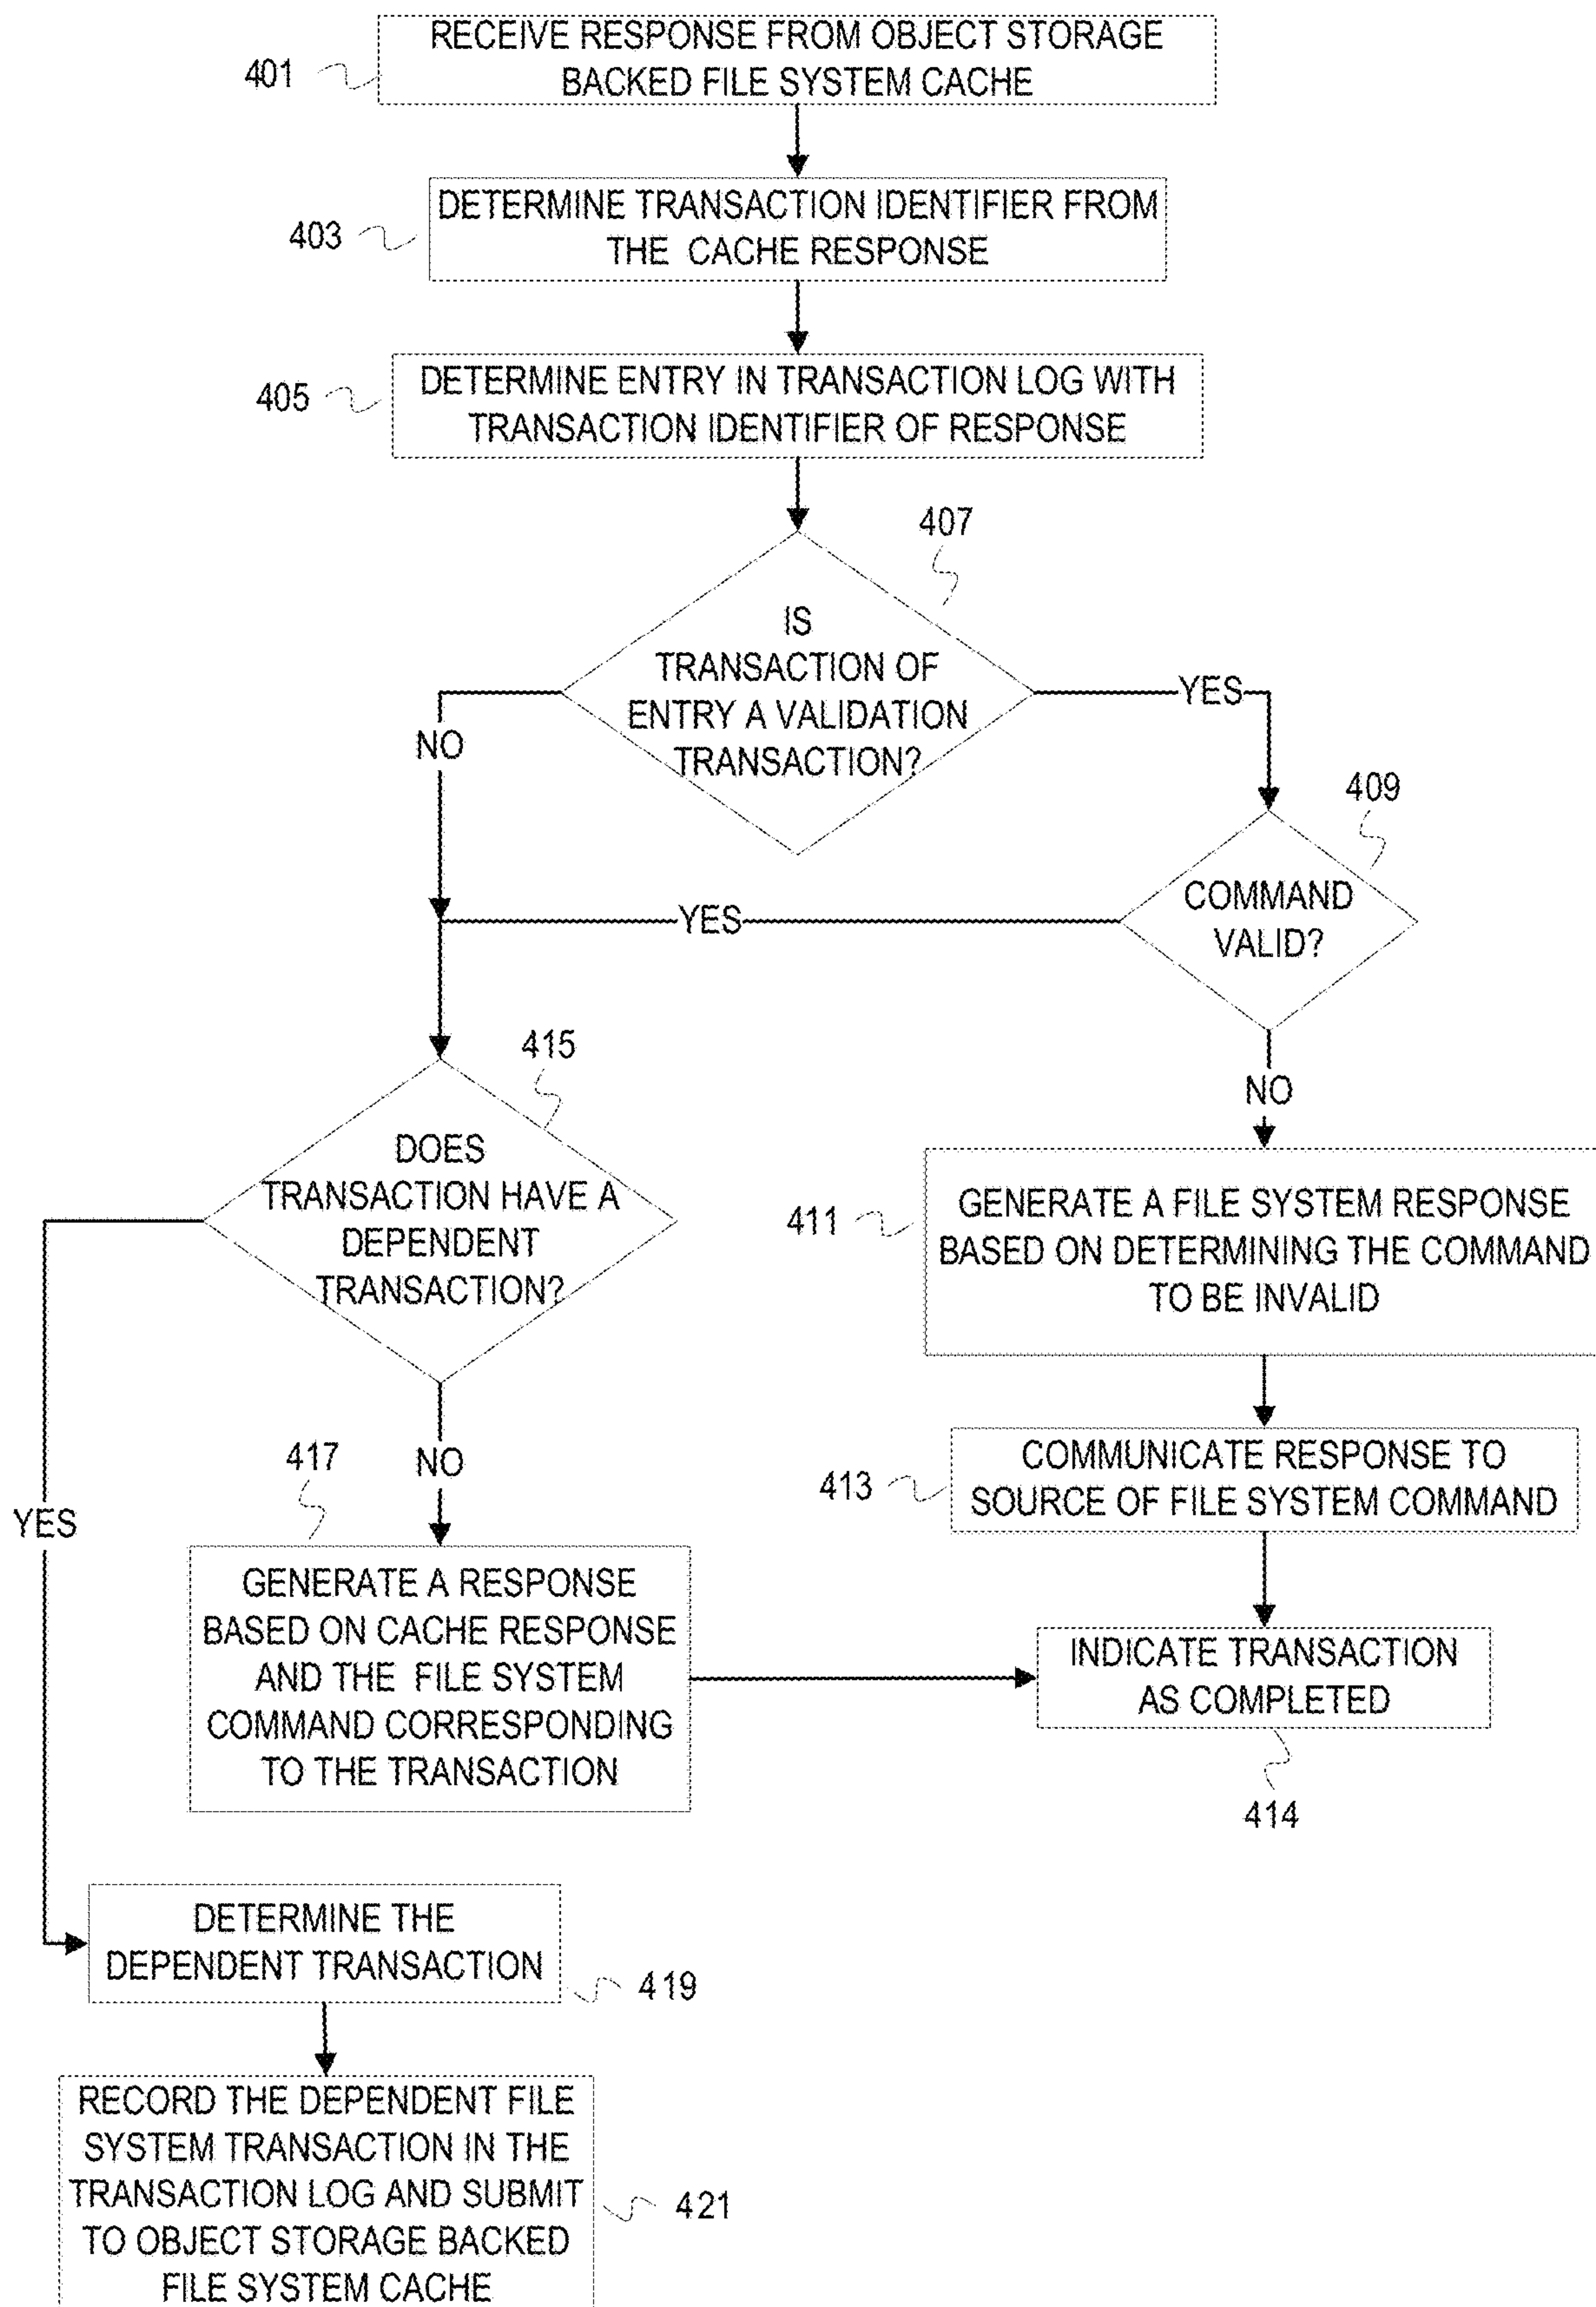 RECEIVE RESPONSE FROM OBJECT STORAGE
BACKED FILE SYSTEM CACHE
401
DETERMINE TRANSACTION IDENTIFIER FROM
THE CACHE RESPONSE
403
DETERMINE ENTRY IN TRANSACTION LOG WITH
TRANSACTION IDENTIFIER OF RESPONSE
405
407
IS
TRANSACTION OF
ENTRY A VALIDATION
TRANSACTION?
YES
NO
409
COMMAND
VALID?
YES
NO
415
DOES
TRANSACTION HAVE A
DEPENDENT
TRANSACTION?
411
GENERATE A FILE SYSTEM RESPONSE
BASED ON DETERMINING THE COMMAND
TO BE INVALID
413
COMMUNICATE RESPONSE TO
SOURCE OF FILE SYSTEM COMMAND
417
NO
YES
GENERATE A RESPONSE
BASED ON CACHE RESPONSE
AND THE FILE SYSTEM
COMMAND CORRESPONDING
TO THE TRANSACTION
INDICATE TRANSACTION
AS COMPLETED
414
DETERMINE THE
DEPENDENT TRANSACTION
419
RECORD THE DEPENDENT FILE
SYSTEM TRANSACTION IN THE
TRANSACTION LOG AND SUBMIT
TO OBJECT STORAGE BACKED
FILE SYSTEM CACHE
421